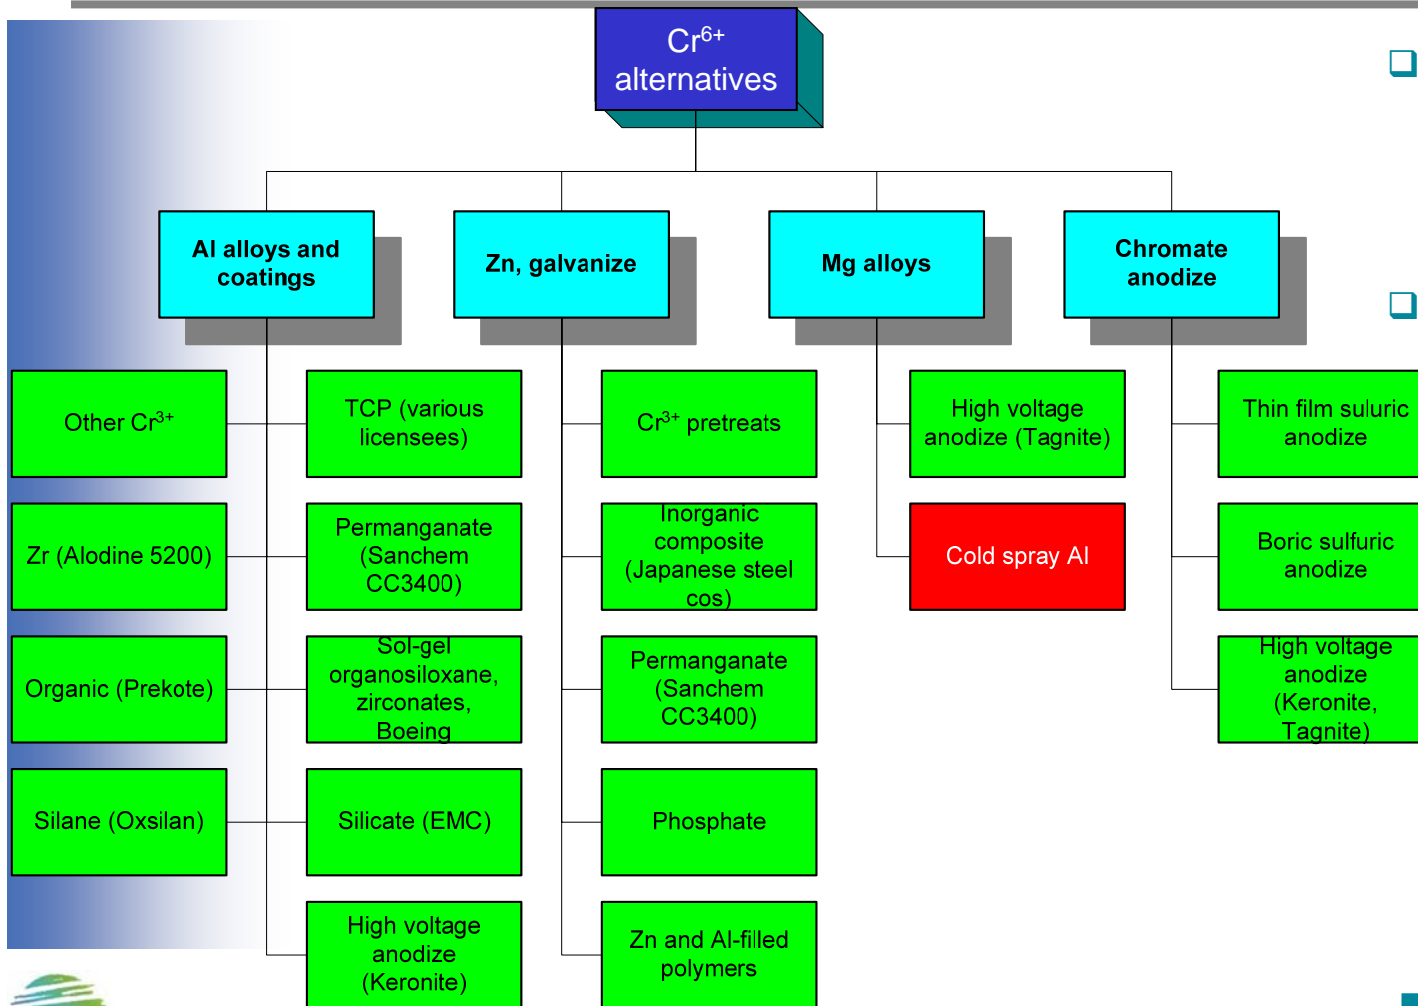 Cr⁶⁺
alternatives
Al alloys and
coatings
Zn, galvanize
Mg alloys
Chromate
anodize
Other Cr³⁺
TCP (various
licensees)
Cr³⁺ pretreats
High voltage
anodize (Tagnite)
Thin film suluric
anodize
Zr (Alodine 5200)
Permanganate
(Sanchem
CC3400)
Inorganic
composite
(Japanese steel
cos)
Cold spray Al
Boric sulfuric
anodize
Organic (Prekote)
Sol-gel
organosiloxane,
zirconates,
Boeing
Permanganate
(Sanchem
CC3400)
High voltage
anodize
(Keronite,
Tagnite)
Silane (Oxsilan)
Silicate (EMC)
Phosphate
High voltage
anodize
(Keronite)
Zn and Al-filled
polymers